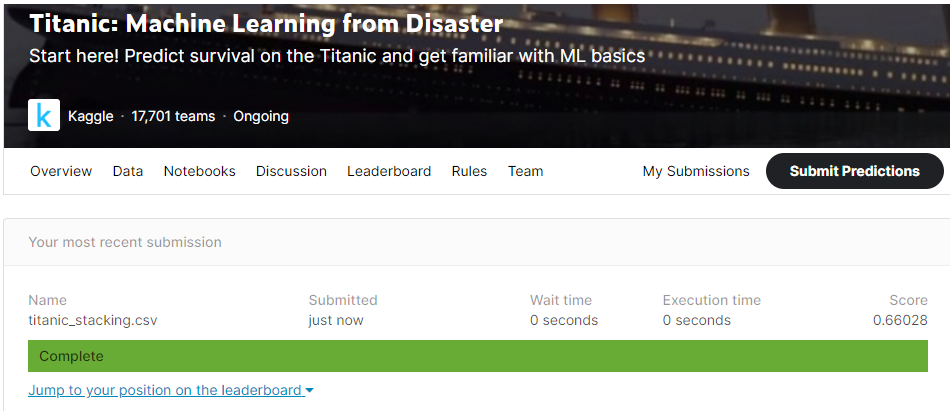 Titanic: Machine Learning from Disaster
Start here! Predict survival on the Titanic and get familiar with ML basics
k Kaggle · 17,701 teams · Ongoing
Overview Data Notebooks Discussion Leaderboard Rules Team My Submissions Submit Predictions
Your most recent submission
Name Submitted Wait time Execution time Score
titanic_stacking.csv just now 0 seconds 0 seconds 0.66028
Complete
Jump to your position on the leaderboard